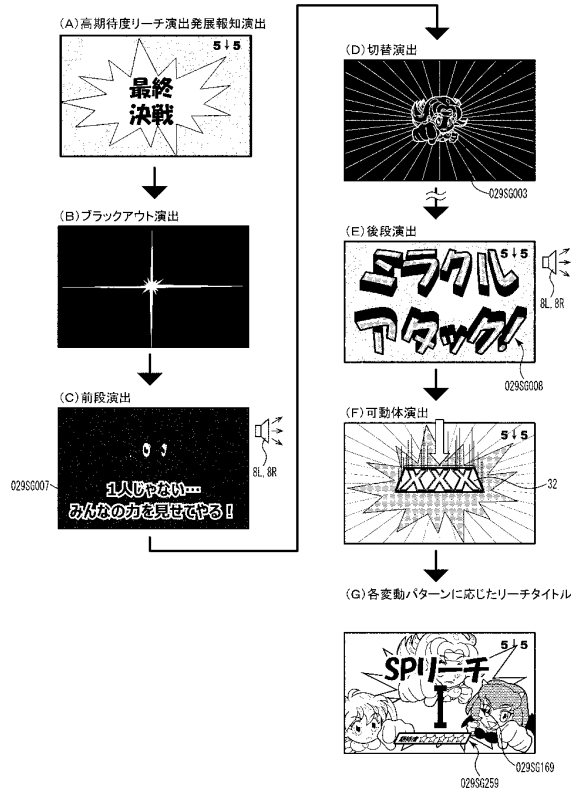 (A)高期待度リーチ演出発展報知演出
5↓5
最終
決戦
(B)ブラックアウト演出
(C)前段演出
1人じゃない…
みんなの力を見せてやる!
8L, 8R
029SG007
(D)切替演出
029SG003
(E)後段演出
5↓5
ミラクル
アタック!
8L, 8R
029SG008
(F)可動体演出
5↓5
XXX
32
(G)各変動パターンに応じたリーチタイトル
5↓5
SPリーチ
I
期待度☆☆☆☆☆
029SG169
029SG259